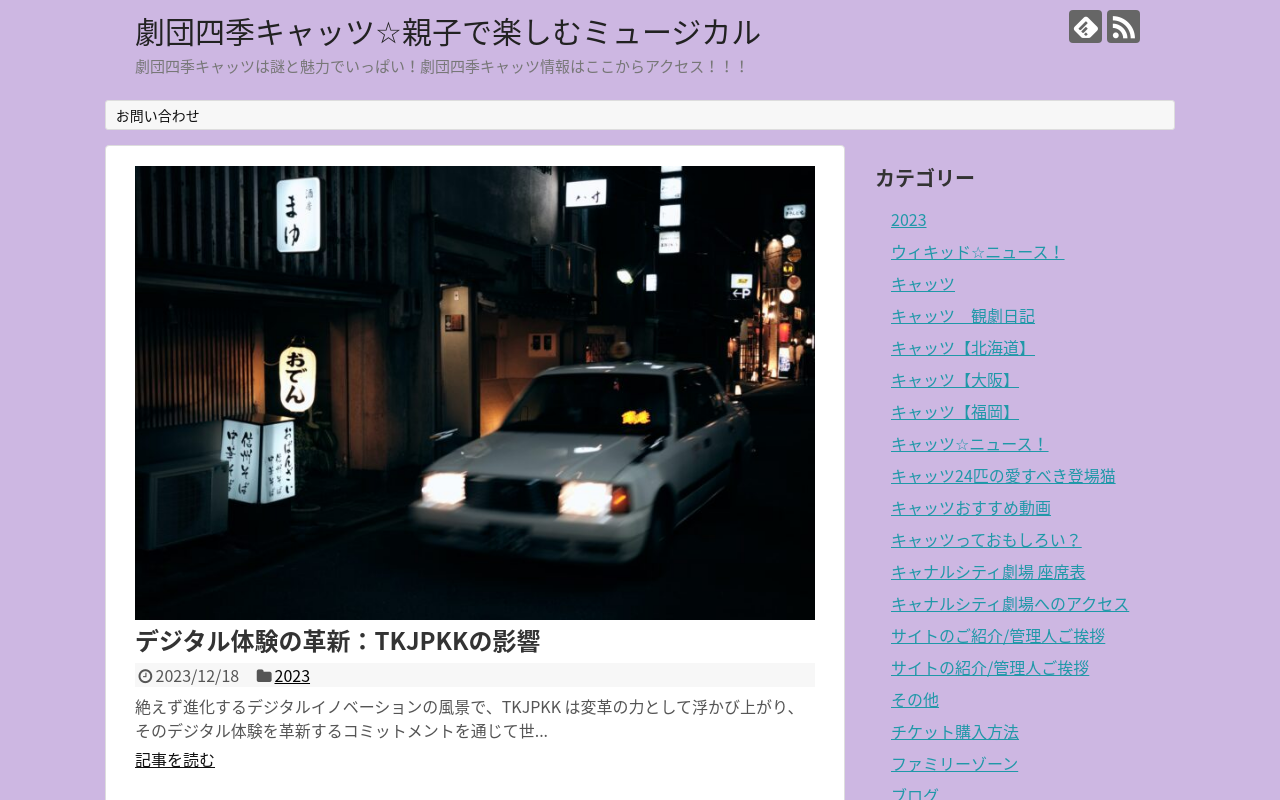 劇団四季キャッツ☆親子で楽しむミュージカル
劇団四季キャッツは謎と魅力でいっぱい！劇団四季キャッツ情報はここからアクセス！！！
お問い合わせ
酒亭
まゆ
おでん
信州そば
中華そば
デジタル体験の革新：TKJPKKの影響
2023/12/18 2023
絶えず進化するデジタルイノベーションの風景で、TKJPKK は変革の力として浮かび上がり、
そのデジタル体験を革新するコミットメントを通じて世...
記事を読む
カテゴリー
2023
ウィキッド☆ニュース！
キャッツ
キャッツ　観劇日記
キャッツ【北海道】
キャッツ【大阪】
キャッツ【福岡】
キャッツ☆ニュース！
キャッツ24匹の愛すべき登場猫
キャッツおすすめ動画
キャッツっておもしろい？
キャナルシティ劇場 座席表
キャナルシティ劇場へのアクセス
サイトのご紹介/管理人ご挨拶
サイトの紹介/管理人ご挨拶
その他
チケット購入方法
ファミリーゾーン
ブログ